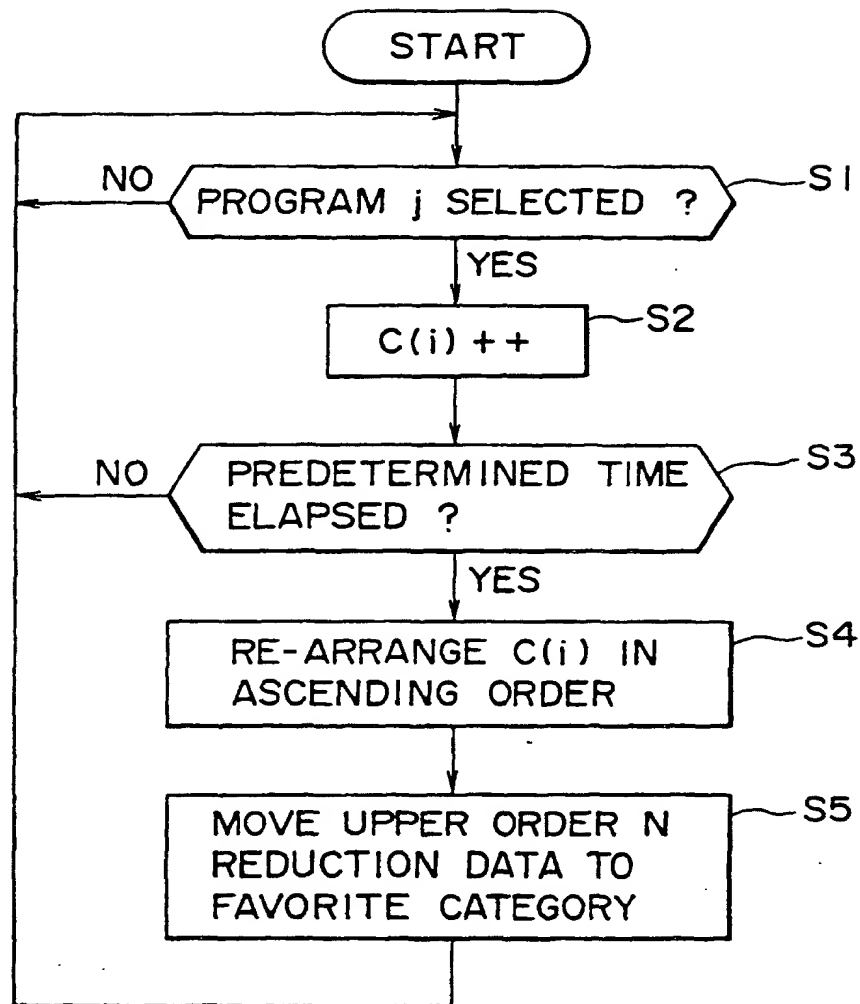 START
NO
PROGRAM j SELECTED ?
S1
YES
C(i)++
S2
NO
PREDETERMINED TIME
ELAPSED ?
S3
YES
RE-ARRANGE C(i) IN
ASCENDING ORDER
S4
MOVE UPPER ORDER N
REDUCTION DATA TO
FAVORITE CATEGORY
S5